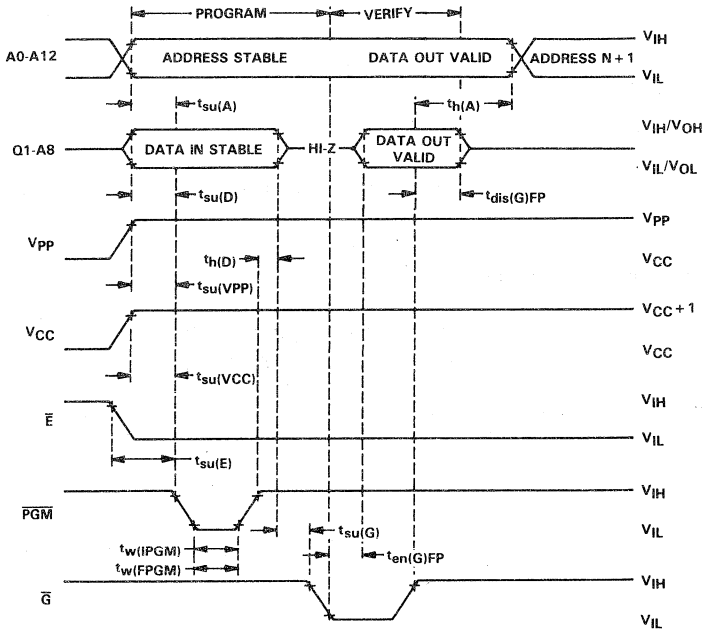 PROGRAM VERIFY
A0-A12 ADDRESS STABLE DATA OUT VALID ADDRESS N+1 VIH
VIL
tsu(A) th(A)
Q1-A8 DATA IN STABLE HI-Z DATA OUT VALID VIH/VOH
VIL/VOL
tsu(D) tdis(G)FP
VPP VPP
th(D) VCC
tsu(VPP)
VCC VCC+1
VCC
tsu(VCC)
E̅ VIH
VIL
tsu(E)
P̅G̅M̅ VIH
tsu(G) VIL
tw(IPGM) ten(G)FP
tw(FPGM)
G̅ VIH
VIL